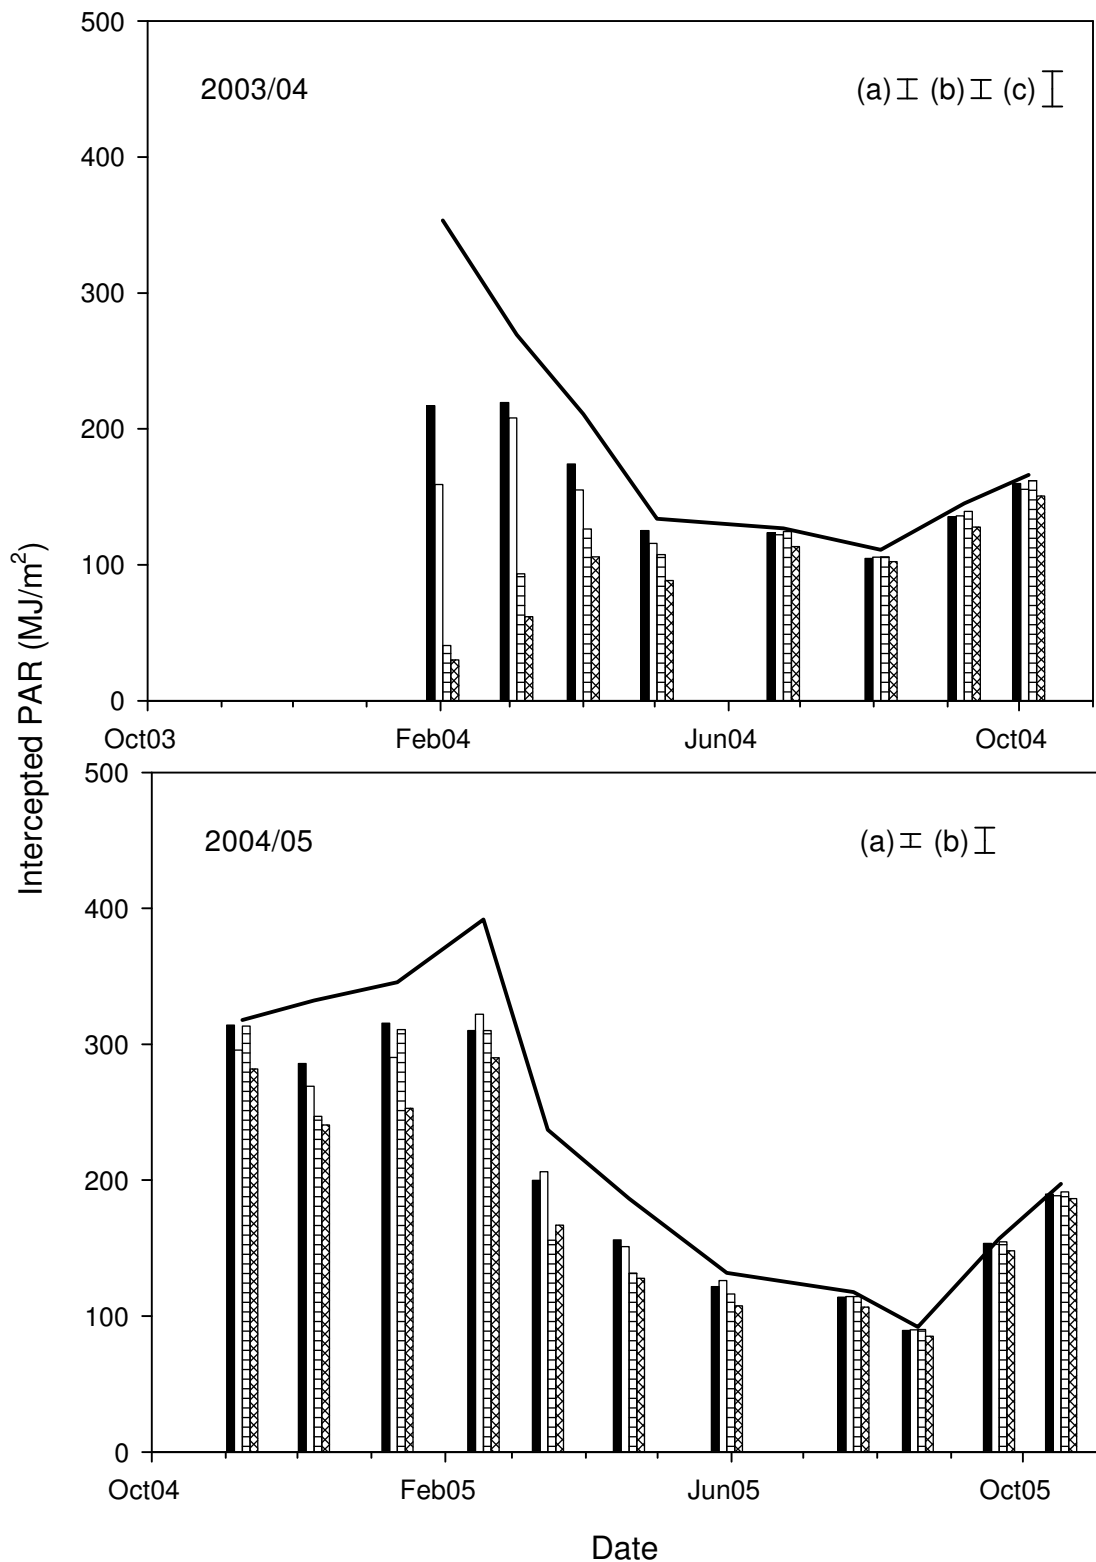 500
2003/04
(a) (b) (c)
400
300
200
100
0
Oct03 Feb04 Jun04 Oct04
Intercepted PAR (MJ/m²)
500
2004/05
(a) (b)
400
300
200
100
0
Oct04 Feb05 Jun05 Oct05
Date